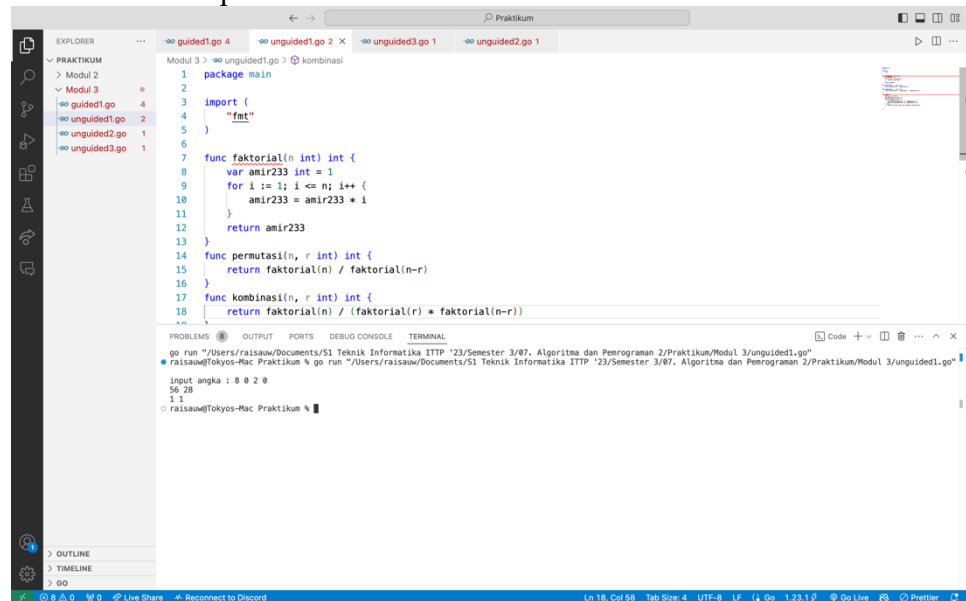 Praktikum
EXPLORER
guided1.go 4
unguided1.go 2
unguided3.go 1
unguided2.go 1
PRAKTIKUM
Modul 3 > unguided1.go > kombinasi
> Modul 2
Modul 3
guided1.go 4
unguided1.go 2
unguided2.go 1
unguided3.go 1
1 package main
2
3 import (
4 "fmt"
5 )
6
7 func faktorial(n int) int {
8 var amir233 int = 1
9 for i := 1; i <= n; i++ {
10 amir233 = amir233 * i
11 }
12 return amir233
13 }
14 func permutasi(n, r int) int {
15 return faktorial(n) / faktorial(n-r)
16 }
17 func kombinasi(n, r int) int {
18 return faktorial(n) / (faktorial(r) * faktorial(n-r))
PROBLEMS 8 OUTPUT PORTS DEBUG CONSOLE TERMINAL
Code
go run "/Users/raisauw/Documents/S1 Teknik Informatika ITTP '23/Semester 3/07. Algoritma dan Pemrograman 2/Praktikum/Modul 3/unguided1.go"
raisauw@Tokyos-Mac Praktikum % go run "/Users/raisauw/Documents/S1 Teknik Informatika ITTP '23/Semester 3/07. Algoritma dan Pemrograman 2/Praktikum/Modul 3/unguided1.go"
input angka : 8 0 2 0
56 28
1 1
raisauw@Tokyos-Mac Praktikum %
> OUTLINE
> TIMELINE
> GO
8 0 0 Live Share Reconnect to Discord
Ln 18, Col 58 Tab Size: 4 UTF-8 LF Go 1.23.1 Go Live Prettier